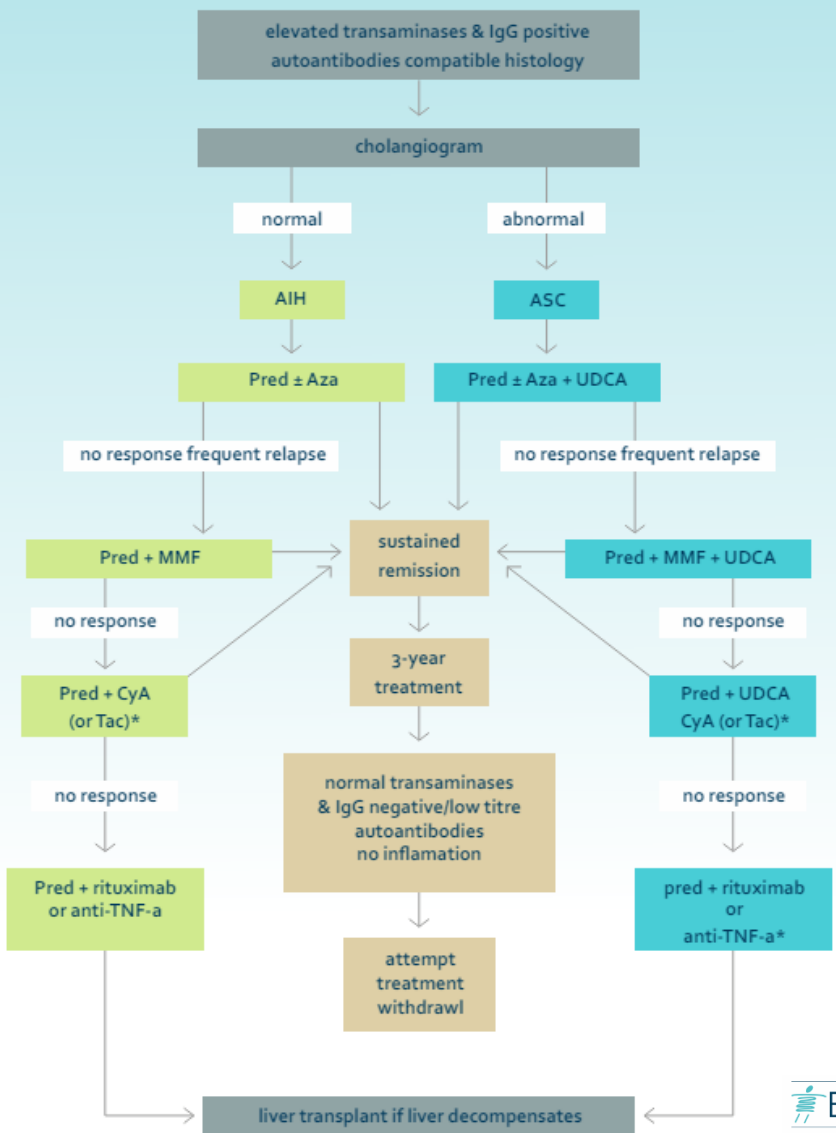 elevated transaminases & IgG positive
autoantibodies compatible histology
cholangiogram
normal
abnormal
AIH
ASC
Pred ± Aza
Pred ± Aza + UDCA
no response frequent relapse
no response frequent relapse
Pred + MMF
sustained
remission
Pred + MMF + UDCA
no response
no response
3-year
treatment
Pred + CyA
(or Tac)*
Pred + UDCA
CyA (or Tac)*
no response
normal transaminases
& IgG negative/low titre
autoantibodies
no inflamation
no response
Pred + rituximab
or anti-TNF-a
pred + rituximab
or
anti-TNF-a*
attempt
treatment
withdrawl
liver transplant if liver decompensates